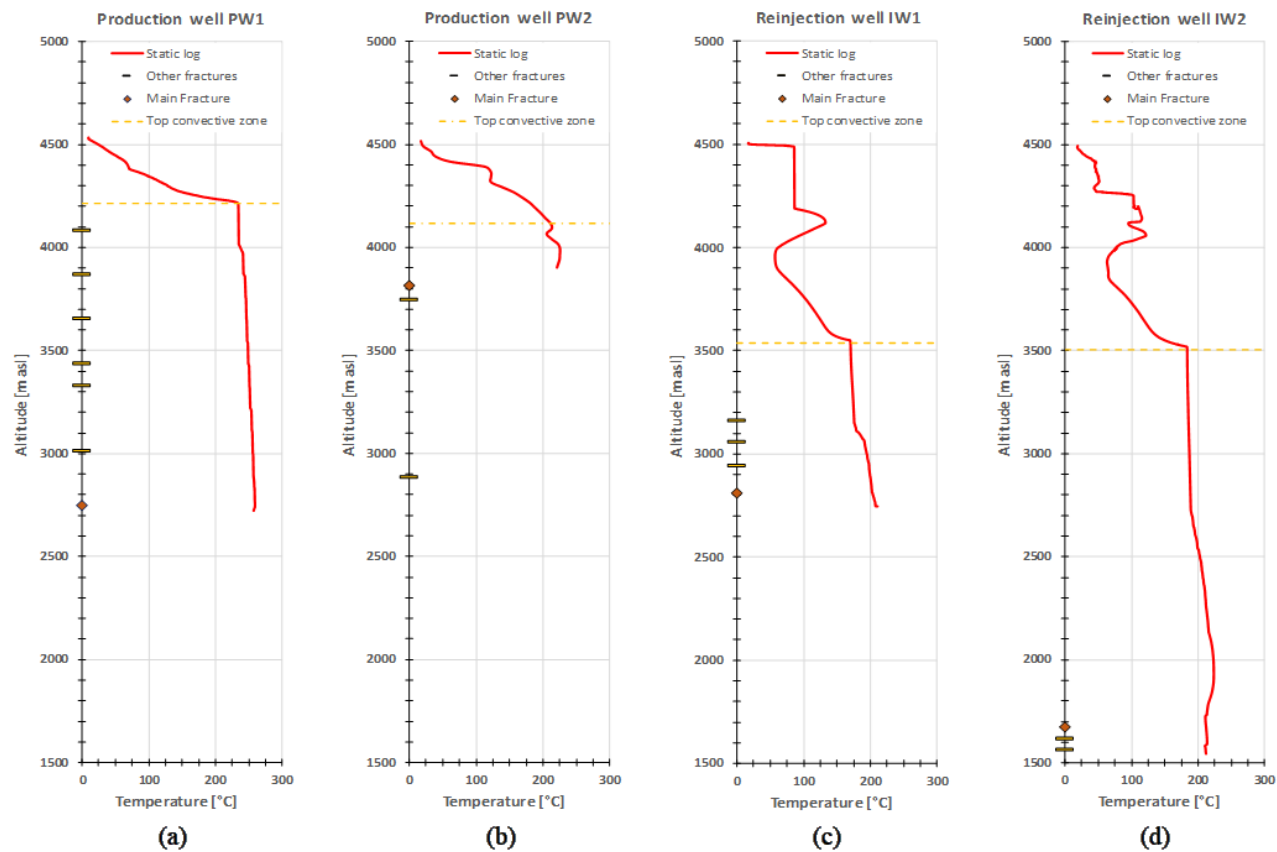 Production well PW1
5000
4500
4000
3500
3000
2500
2000
1500
Altitude [masl]
Static log
Other fractures
Main Fracture
Top convective zone
0
100
200
300
Temperature [°C]
(a)
Production well PW2
5000
4500
4000
3500
3000
2500
2000
1500
Altitude [masl]
Static log
Other fractures
Main Fracture
Top convective zone
0
100
200
300
Temperature [°C]
(b)
Reinjection well IW1
5000
4500
4000
3500
3000
2500
2000
1500
Altitude [masl]
Static log
Other fractures
Main Fracture
Top convective zone
0
100
200
300
Temperature [°C]
(c)
Reinjection well IW2
5000
4500
4000
3500
3000
2500
2000
1500
Altitude [masl]
Static log
Other fractures
Main Fracture
Top convective zone
0
100
200
300
Temperature [°C]
(d)